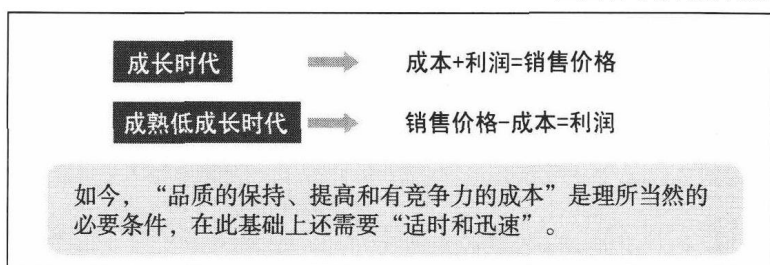 成长时代 成本+利润=销售价格
成熟低成长时代 销售价格-成本=利润
如今，“品质的保持、提高和有竞争力的成本”是理所当然的
必要条件，在此基础上还需要“适时和迅速”。